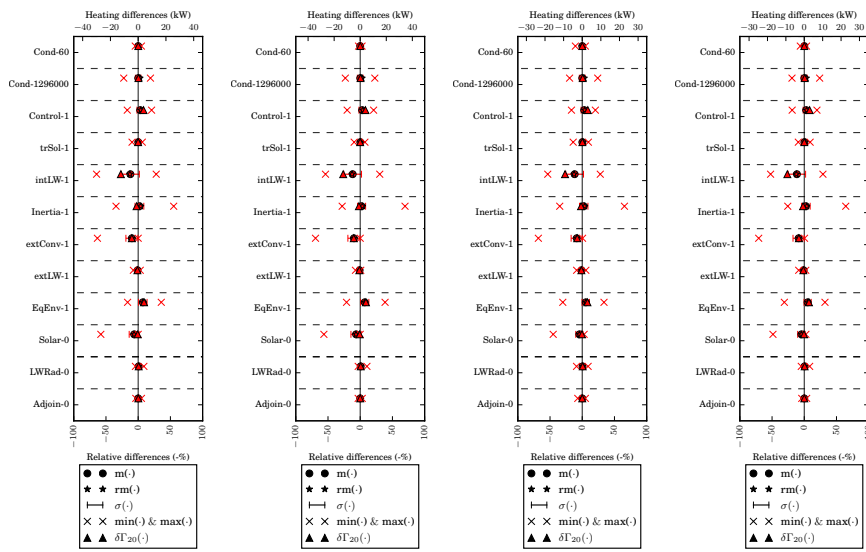 Heating differences (kW)
−40 −20 0 20 40
Cond-60
Cond-1296000
Control-1
trSol-1
intLW-1
Inertia-1
extConv-1
extLW-1
EqEnv-1
Solar-0
LWRad-0
Adjoin-0
−100 −50 0 50 100
Relative differences (-%)
m(·)
rm(·)
σ(·)
min(·) & max(·)
δΓ₂₀(·)
Heating differences (kW)
−40 −20 0 20 40
Cond-60
Cond-1296000
Control-1
trSol-1
intLW-1
Inertia-1
extConv-1
extLW-1
EqEnv-1
Solar-0
LWRad-0
Adjoin-0
−100 −50 0 50 100
Relative differences (-%)
m(·)
rm(·)
σ(·)
min(·) & max(·)
δΓ₂₀(·)
Heating differences (kW)
−30 −20 −10 0 10 20 30
Cond-60
Cond-1296000
Control-1
trSol-1
intLW-1
Inertia-1
extConv-1
extLW-1
EqEnv-1
Solar-0
LWRad-0
Adjoin-0
−100 −50 0 50 100
Relative differences (-%)
m(·)
rm(·)
σ(·)
min(·) & max(·)
δΓ₂₀(·)
Heating differences (kW)
−30 −20 −10 0 10 20 30
Cond-60
Cond-1296000
Control-1
trSol-1
intLW-1
Inertia-1
extConv-1
extLW-1
EqEnv-1
Solar-0
LWRad-0
Adjoin-0
−100 −50 0 50 100
Relative differences (-%)
m(·)
rm(·)
σ(·)
min(·) & max(·)
δΓ₂₀(·)